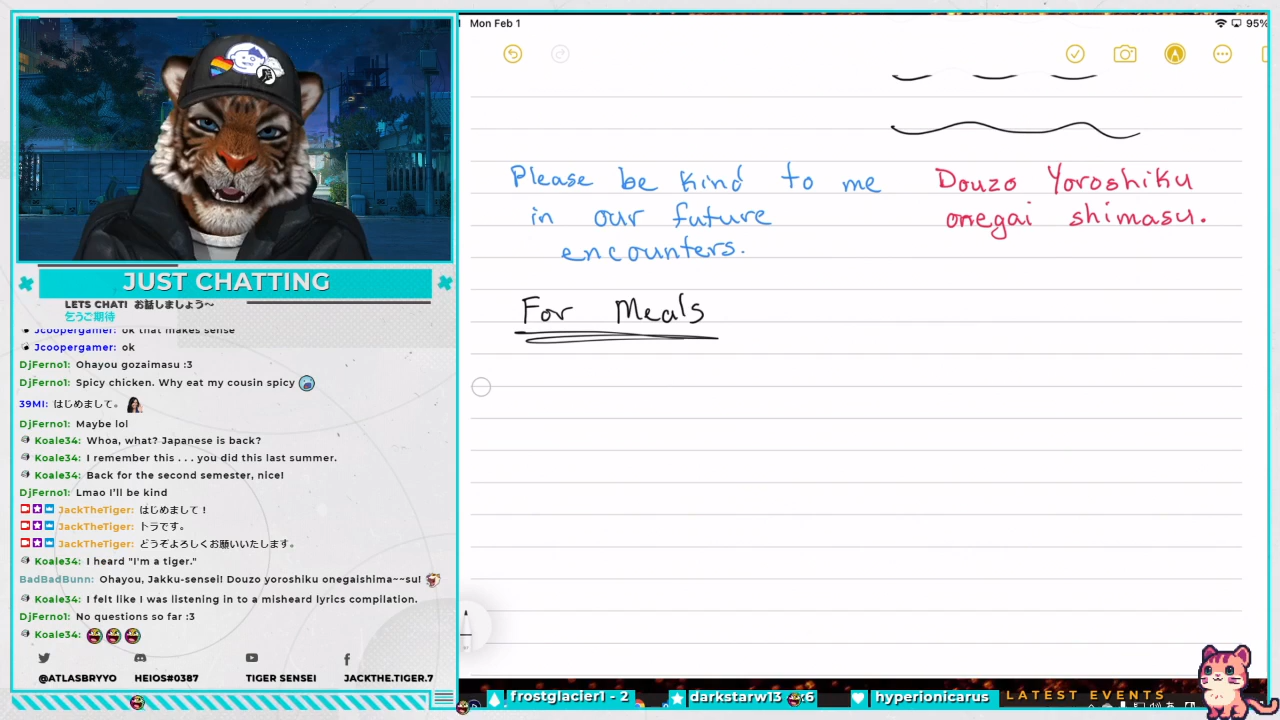 Mon Feb 1
95%
Please be kind to me
in our future
encounters.
Douzo Yoroshiku
onegai shimasu.
For Meals
JUST CHATTING
LETS CHAT! お話しましょう～
乞うご期待
Jcoopergamer: ok that makes sense
Jcoopergamer: ok
DjFerno1: Ohayou gozaimasu :3
DjFerno1: Spicy chicken. Why eat my cousin spicy
39MI: はじめまして。
DjFerno1: Maybe lol
Koale34: Whoa, what? Japanese is back?
Koale34: I remember this . . . you did this last summer.
Koale34: Back for the second semester, nice!
DjFerno1: Lmao I'll be kind
JackTheTiger: はじめまして！
JackTheTiger: トラです。
JackTheTiger: どうぞよろしくお願いいたします。
Koale34: I heard "I'm a tiger."
BadBadBunn: Ohayou, Jakku-sensei! Douzo yoroshiku onegaishima~~su!
Koale34: I felt like I was listening in to a misheard lyrics compilation.
DjFerno1: No questions so far :3
Koale34:
@ATLASBRYYO HEIOS#0387 TIGER SENSEI JACKTHE.TIGER.7
frostglacier1 - 2 darkstarw13 x6 hyperionicarus LATEST EVENTS